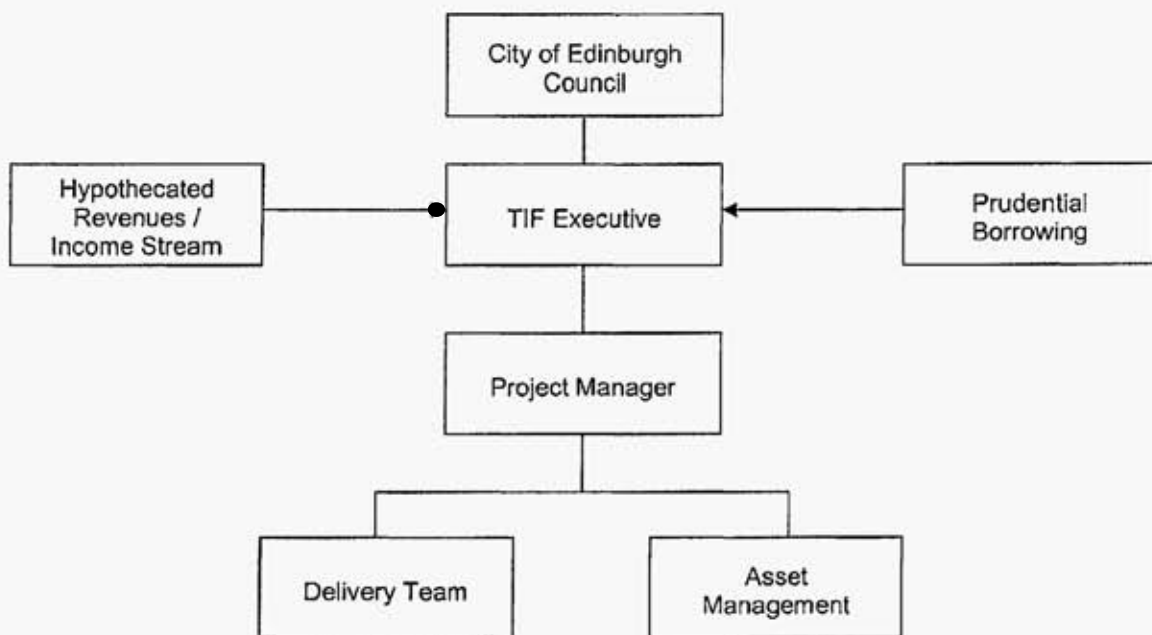 City of Edinburgh
Council
Hypothecated
Revenues /
Income Stream
TIF Executive
Prudential
Borrowing
Project Manager
Delivery Team
Asset
Management